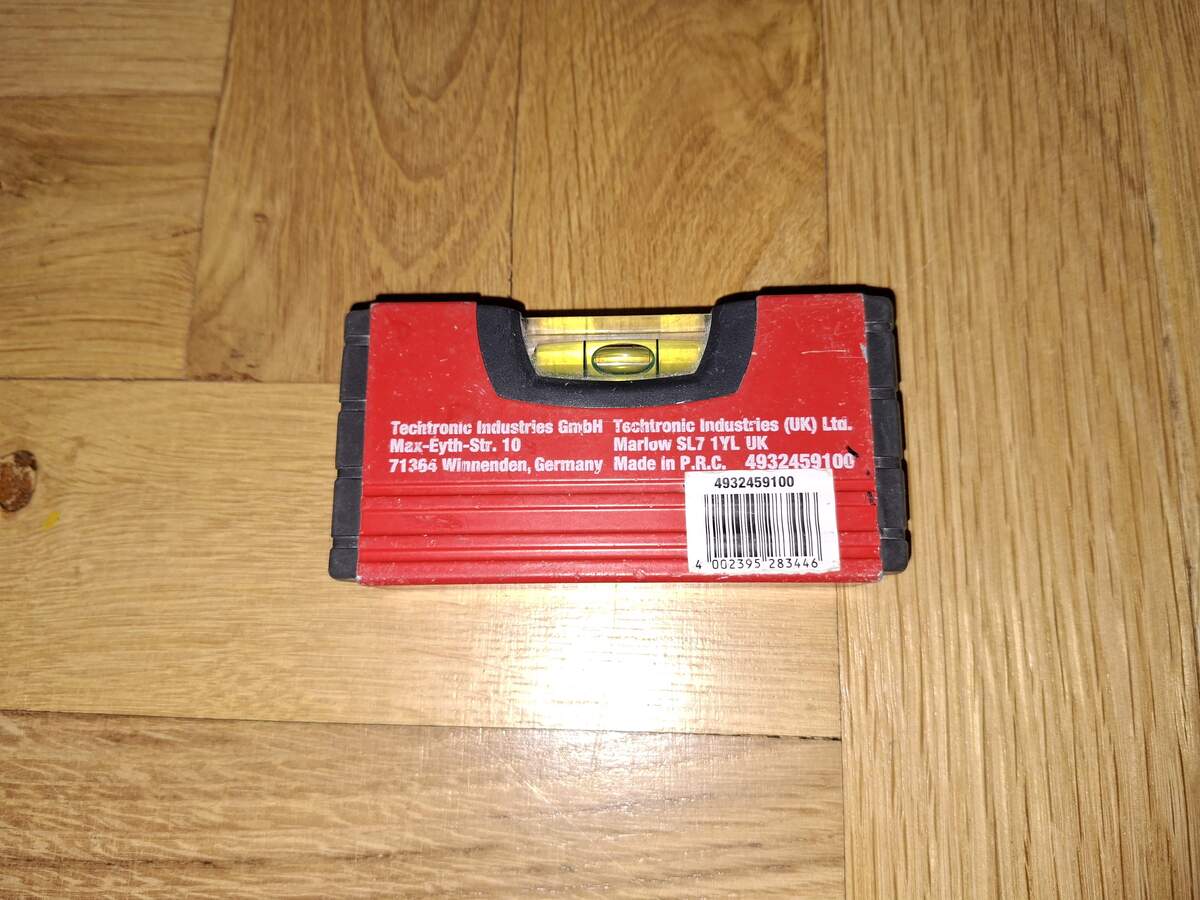 Techtronic Industries GmbH
Max-Eyth-Str. 10
71364 Winnenden, Germany
Techtronic Industries (UK) Ltd.
Marlow SL7 1YL UK
Made in P.R.C. 4932459100
4932459100
4 002395 283446